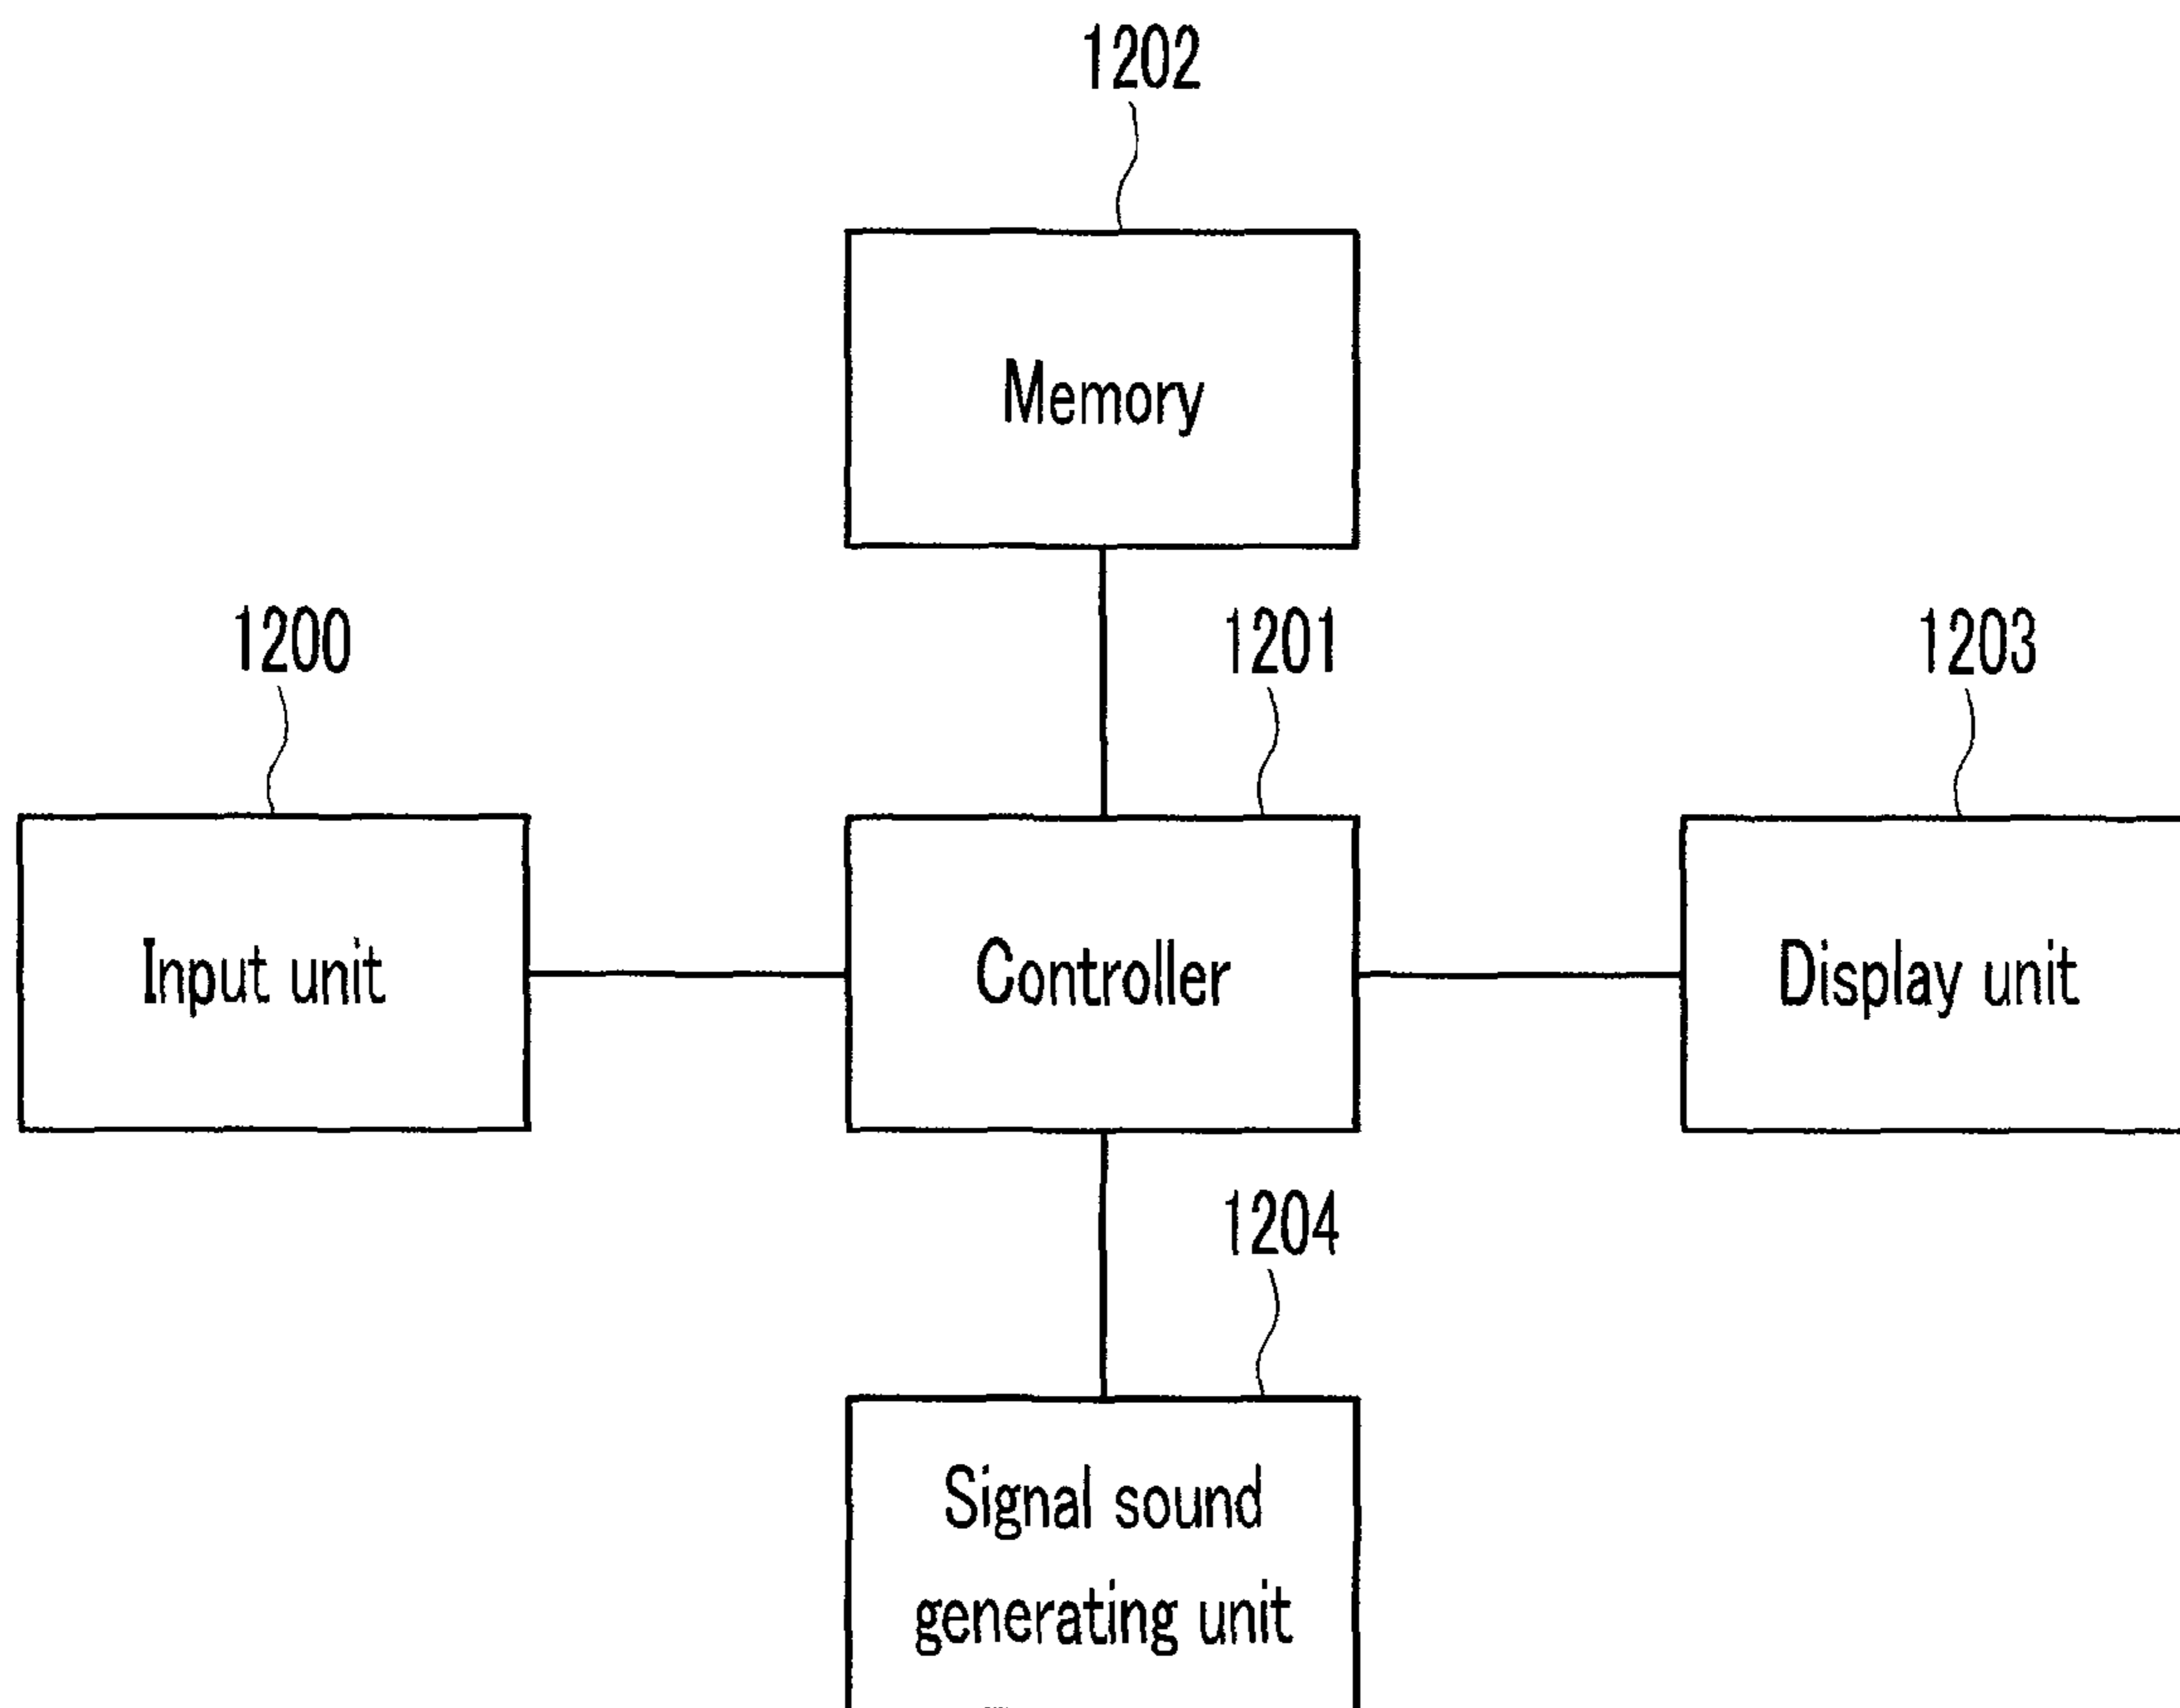 1202
Memory
1200
1201
1203
Input unit
Controller
Display unit
1204
Signal sound
generating unit